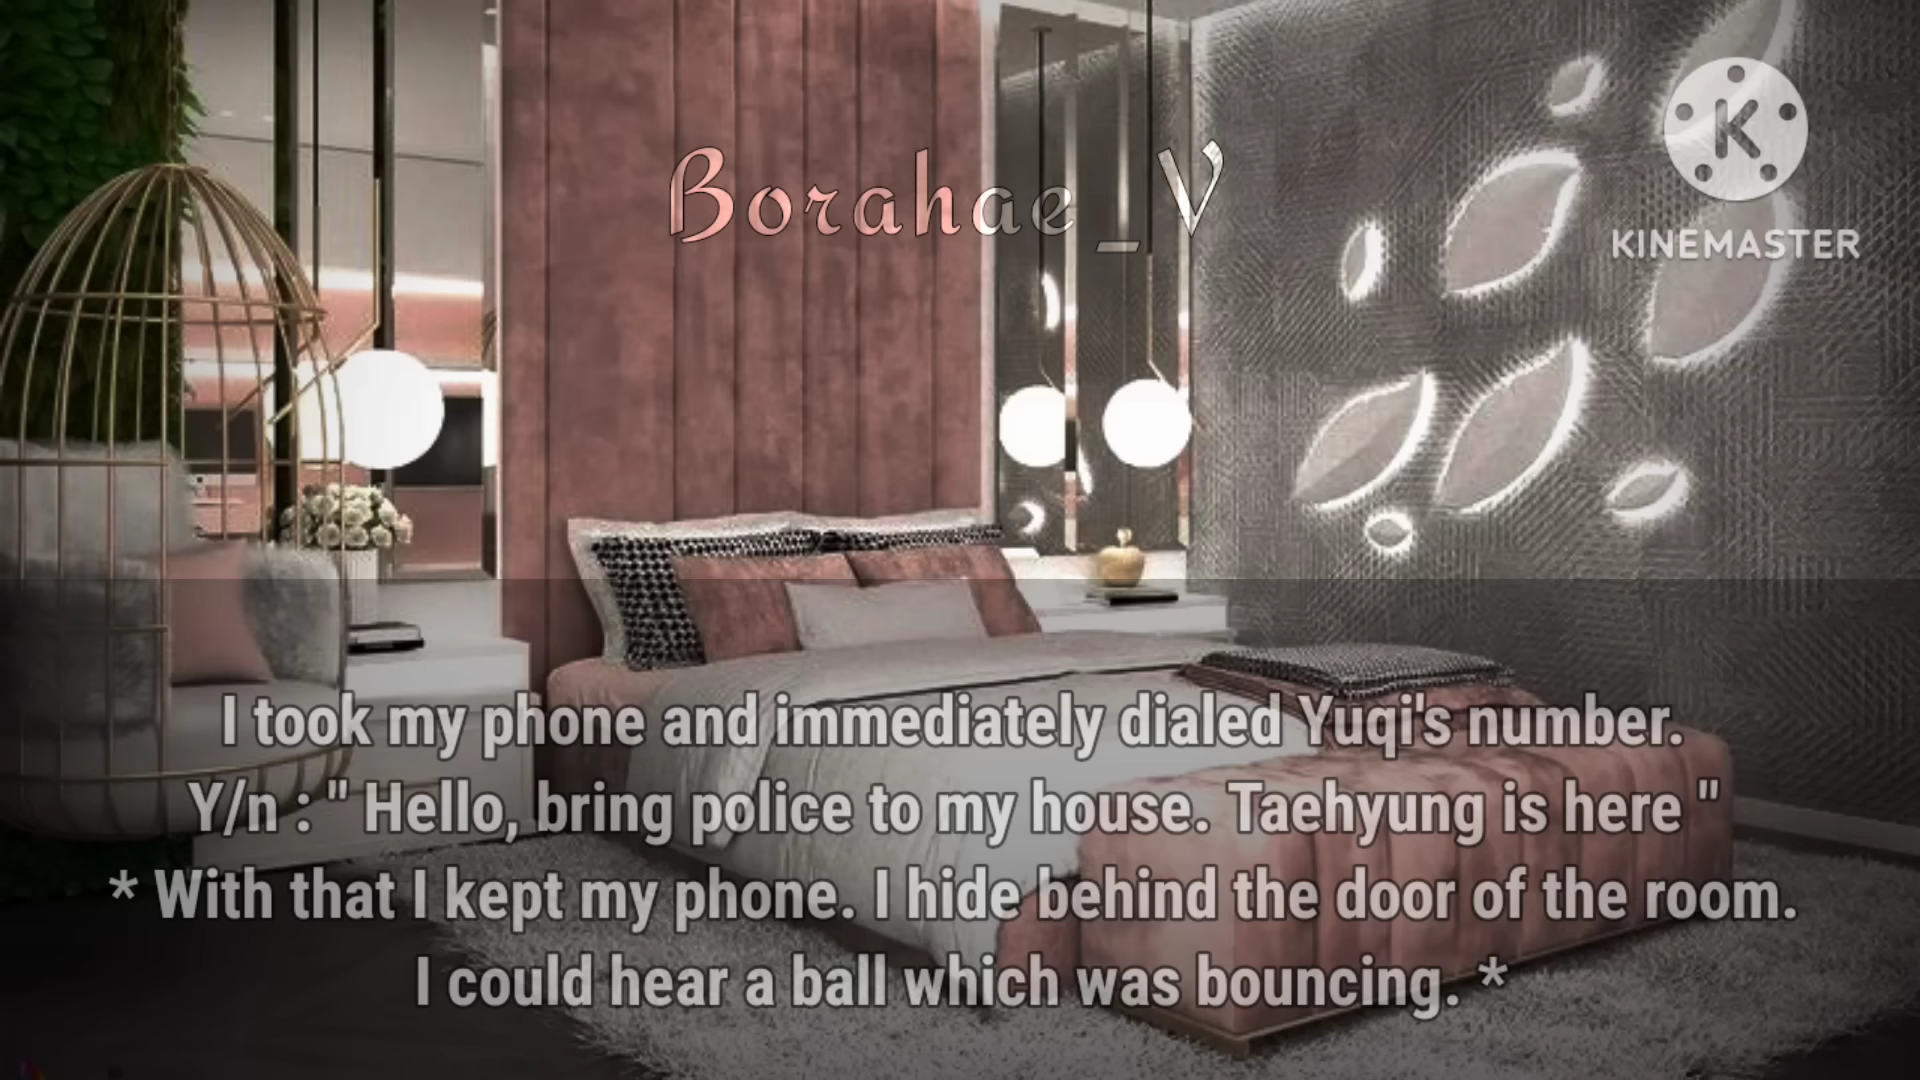 Borahae_V
KINEMASTER
I took my phone and immediately dialed Yuqi's number.
Y/n : " Hello, bring police to my house. Taehyung is here "
* With that I kept my phone. I hide behind the door of the room.
I could hear a ball which was bouncing. *